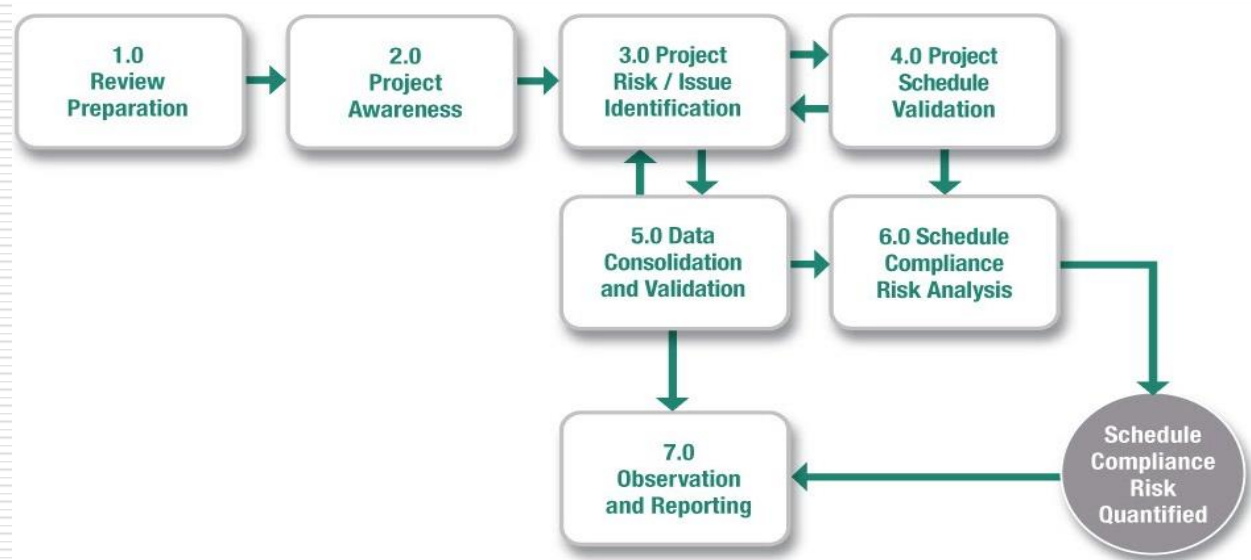 1.0
Review
Preparation
2.0
Project
Awareness
3.0 Project
Risk / Issue
Identification
4.0 Project
Schedule
Validation
5.0 Data
Consolidation
and Validation
6.0 Schedule
Compliance
Risk Analysis
7.0
Observation
and Reporting
Schedule
Compliance
Risk
Quantified